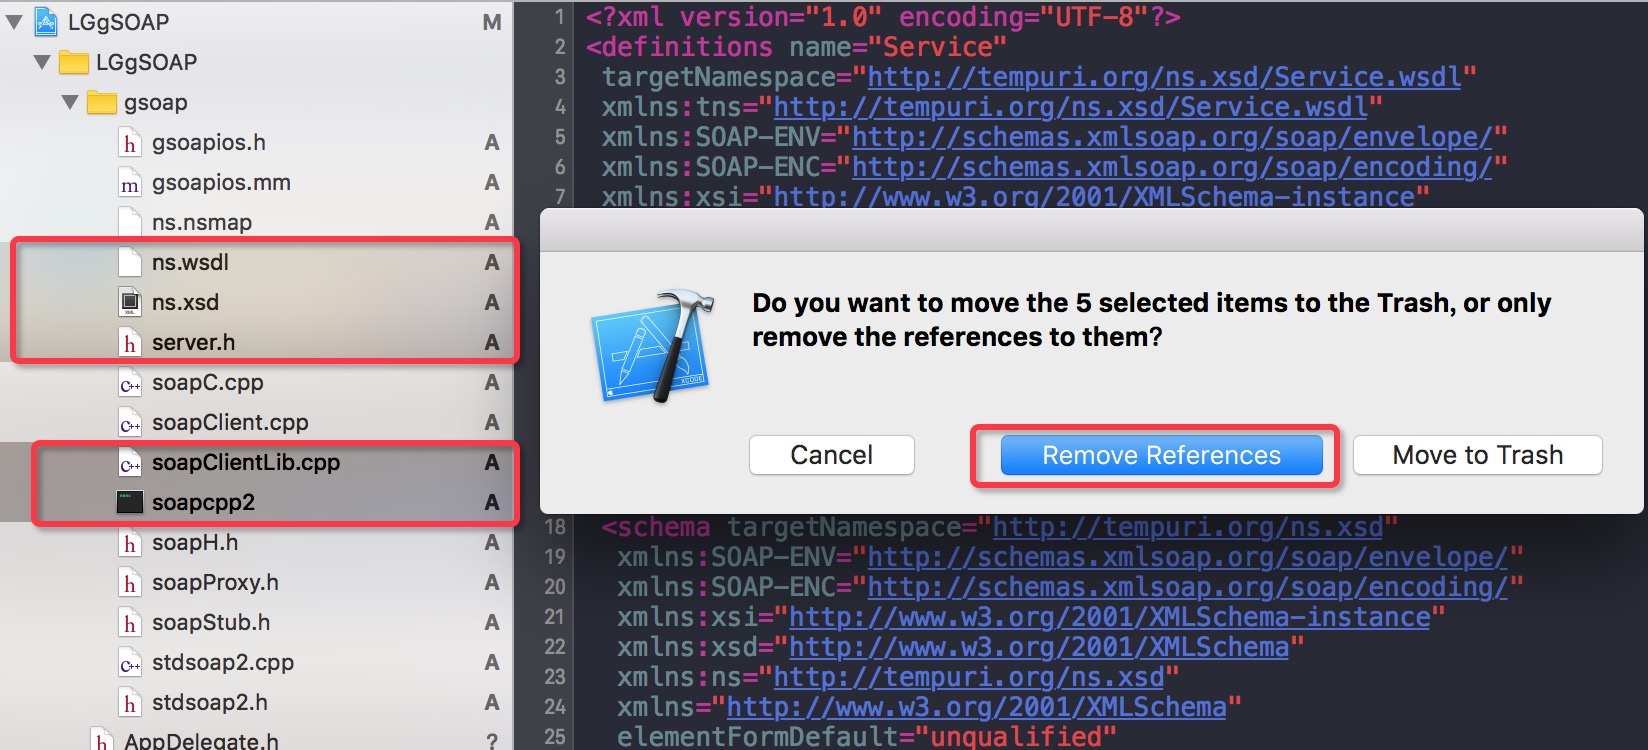 LGgSOAP M
LGgSOAP
gsoap
gsoapios.h A
gsoapios.mm A
ns.nsmap A
ns.wsdl A
ns.xsd A
server.h A
soapC.cpp A
soapClient.cpp A
soapClientLib.cpp A
soapcpp2 A
soapH.h A
soapProxy.h A
soapStub.h A
stdsoap2.cpp A
stdsoap2.h A
AppDelegate.h ?
1 <?xml version="1.0" encoding="UTF-8"?>
2 <definitions name="Service"
3 targetNamespace="http://tempuri.org/ns.xsd/Service.wsdl"
4 xmlns:tns="http://tempuri.org/ns.xsd/Service.wsdl"
5 xmlns:SOAP-ENV="http://schemas.xmlsoap.org/soap/envelope/"
6 xmlns:SOAP-ENC="http://schemas.xmlsoap.org/soap/encoding/"
7 xmlns:xsi="http://www.w3.org/2001/XMLSchema-instance"
Do you want to move the 5 selected items to the Trash, or only
remove the references to them?
Cancel Remove References Move to Trash
18 <schema targetNamespace="http://tempuri.org/ns.xsd"
19 xmlns:SOAP-ENV="http://schemas.xmlsoap.org/soap/envelope/"
20 xmlns:SOAP-ENC="http://schemas.xmlsoap.org/soap/encoding/"
21 xmlns:xsi="http://www.w3.org/2001/XMLSchema-instance"
22 xmlns:xsd="http://www.w3.org/2001/XMLSchema"
23 xmlns:ns="http://tempuri.org/ns.xsd"
24 xmlns="http://www.w3.org/2001/XMLSchema"
25 elementFormDefault="unqualified"